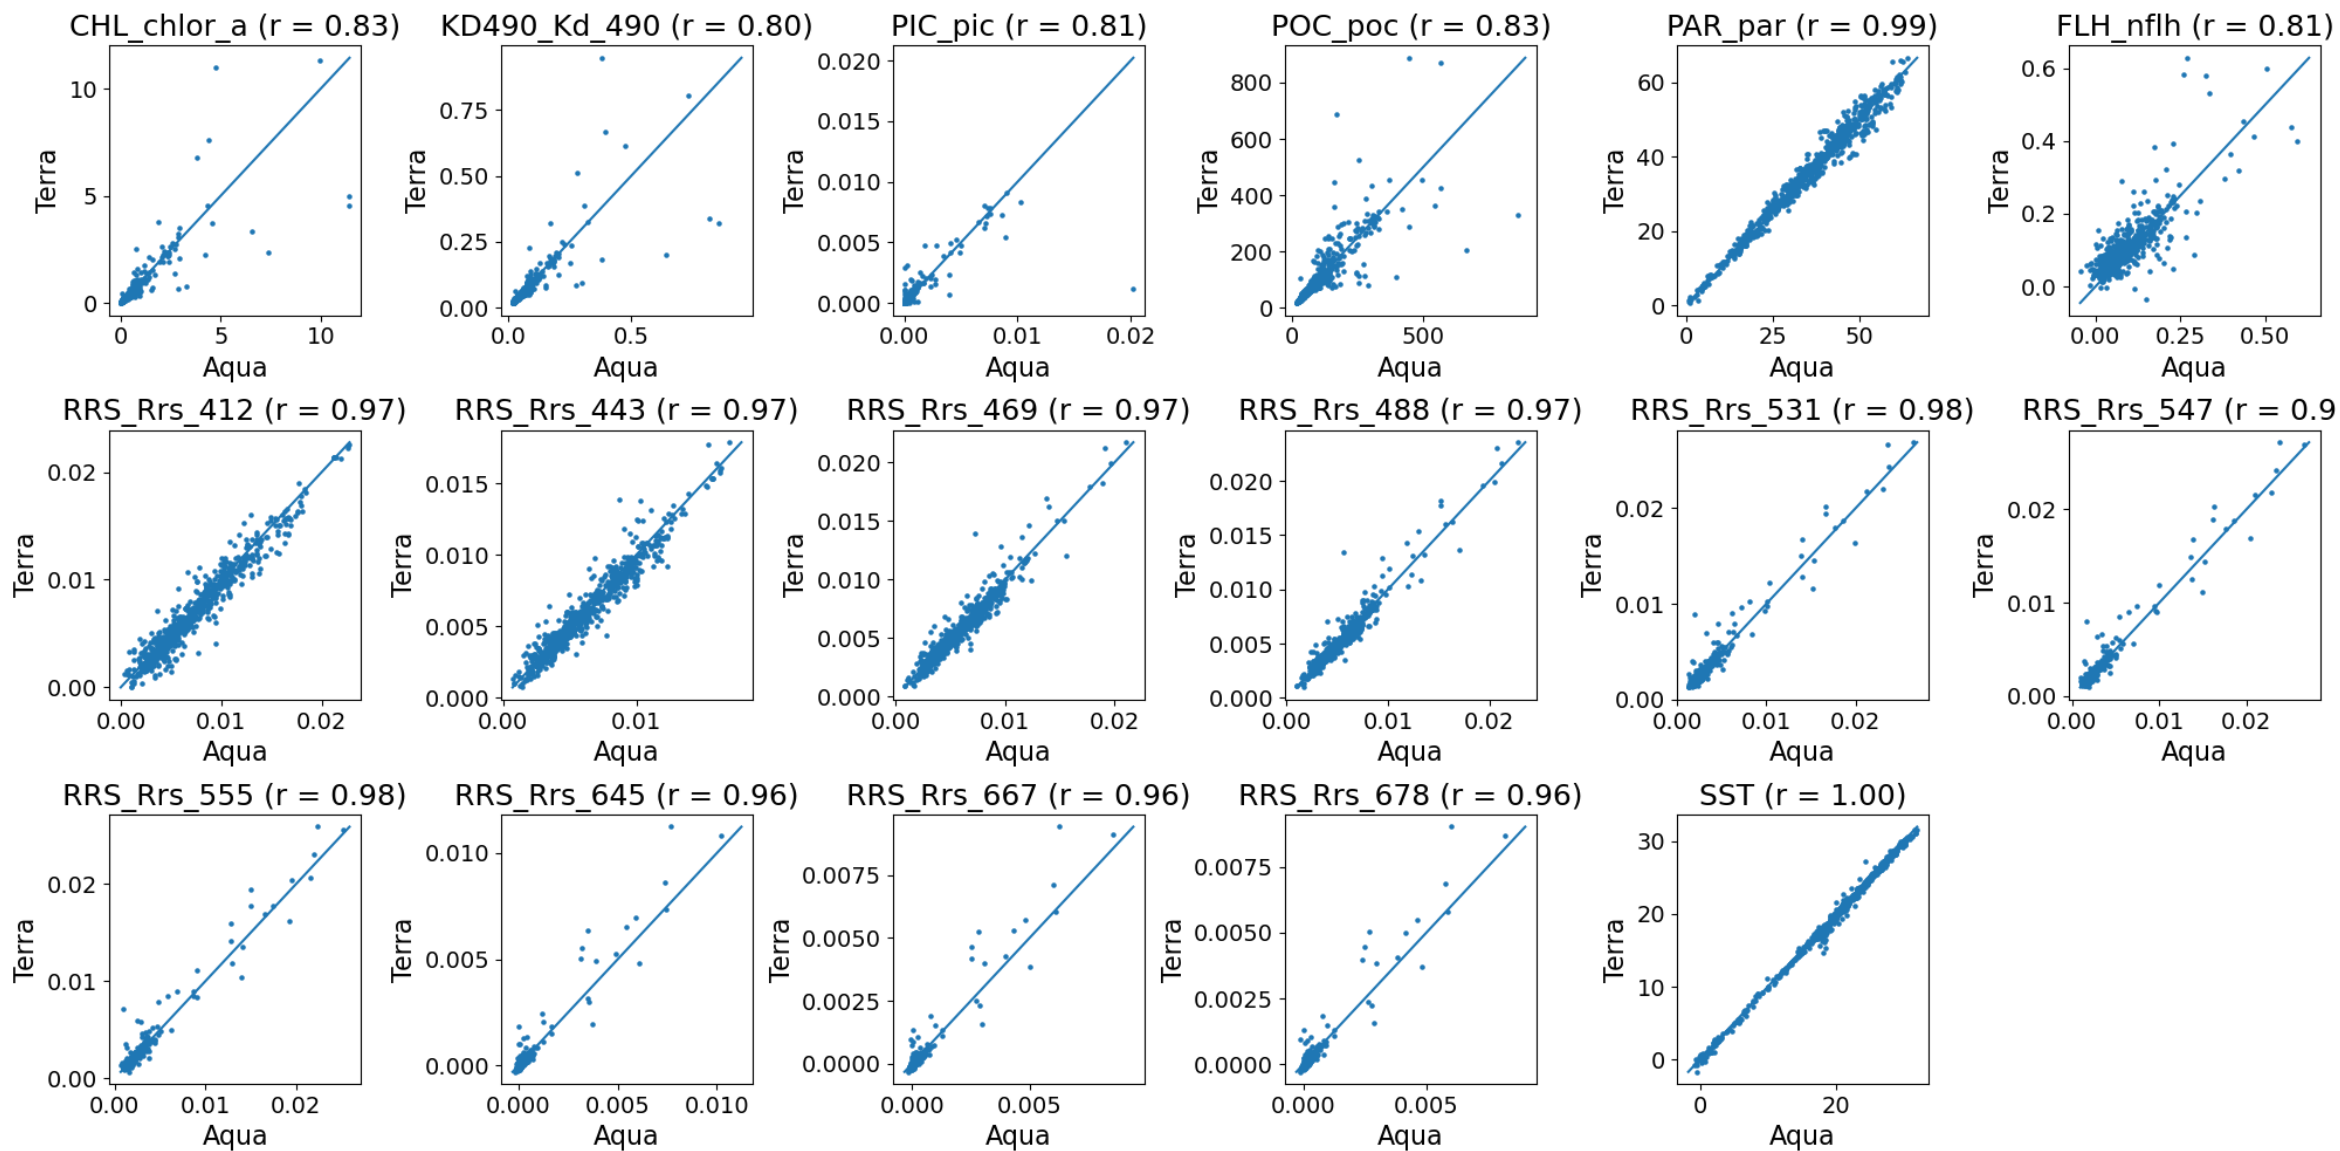 CHL_chlor_a (r = 0.83)
KD490_Kd_490 (r = 0.80)
PIC_pic (r = 0.81)
POC_poc (r = 0.83)
PAR_par (r = 0.99)
FLH_nflh (r = 0.81)
10
5
0
Terra
0 5 10
Aqua
0.75
0.50
0.25
0.00
Terra
0.0 0.5
Aqua
0.020
0.015
0.010
0.005
0.000
Terra
0.00 0.01 0.02
Aqua
800
600
400
200
0
Terra
0 500
Aqua
60
40
20
0
Terra
0 25 50
Aqua
0.6
0.4
0.2
0.0
Terra
0.00 0.25 0.50
Aqua
RRS_Rrs_412 (r = 0.97)
RRS_Rrs_443 (r = 0.97)
RRS_Rrs_469 (r = 0.97)
RRS_Rrs_488 (r = 0.97)
RRS_Rrs_531 (r = 0.98)
RRS_Rrs_547 (r = 0.9
0.02
0.01
0.00
Terra
0.00 0.01 0.02
Aqua
0.015
0.010
0.005
0.000
Terra
0.00 0.01
Aqua
0.020
0.015
0.010
0.005
0.000
Terra
0.00 0.01 0.02
Aqua
0.020
0.015
0.010
0.005
0.000
Terra
0.00 0.01 0.02
Aqua
0.02
0.01
0.00
Terra
0.00 0.01 0.02
Aqua
0.02
0.01
0.00
Terra
0.00 0.01 0.02
Aqua
RRS_Rrs_555 (r = 0.98)
RRS_Rrs_645 (r = 0.96)
RRS_Rrs_667 (r = 0.96)
RRS_Rrs_678 (r = 0.96)
SST (r = 1.00)
0.02
0.01
0.00
Terra
0.00 0.01 0.02
Aqua
0.010
0.005
0.000
Terra
0.000 0.005 0.010
Aqua
0.0075
0.0050
0.0025
0.0000
Terra
0.000 0.005
Aqua
0.0075
0.0050
0.0025
0.0000
Terra
0.000 0.005
Aqua
30
20
10
0
Terra
0 20
Aqua